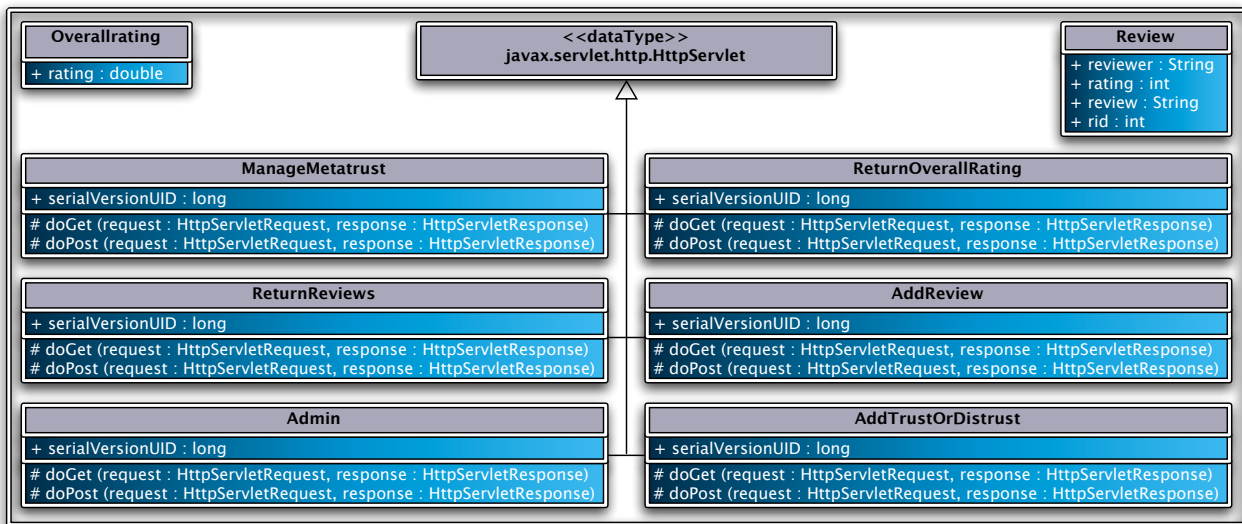 Overallrating
+ rating : double
<<dataType>>
javax.servlet.http.HttpServlet
Review
+ reviewer : String
+ rating : int
+ review : String
+ rid : int
ManageMetatrust
+ serialVersionUID : long
# doGet (request : HttpServletRequest, response : HttpServletResponse)
# doPost (request : HttpServletRequest, response : HttpServletResponse)
ReturnOverallRating
+ serialVersionUID : long
# doGet (request : HttpServletRequest, response : HttpServletResponse)
# doPost (request : HttpServletRequest, response : HttpServletResponse)
ReturnReviews
+ serialVersionUID : long
# doGet (request : HttpServletRequest, response : HttpServletResponse)
# doPost (request : HttpServletRequest, response : HttpServletResponse)
AddReview
+ serialVersionUID : long
# doGet (request : HttpServletRequest, response : HttpServletResponse)
# doPost (request : HttpServletRequest, response : HttpServletResponse)
Admin
+ serialVersionUID : long
# doGet (request : HttpServletRequest, response : HttpServletResponse)
# doPost (request : HttpServletRequest, response : HttpServletResponse)
AddTrustOrDistrust
+ serialVersionUID : long
# doGet (request : HttpServletRequest, response : HttpServletResponse)
# doPost (request : HttpServletRequest, response : HttpServletResponse)